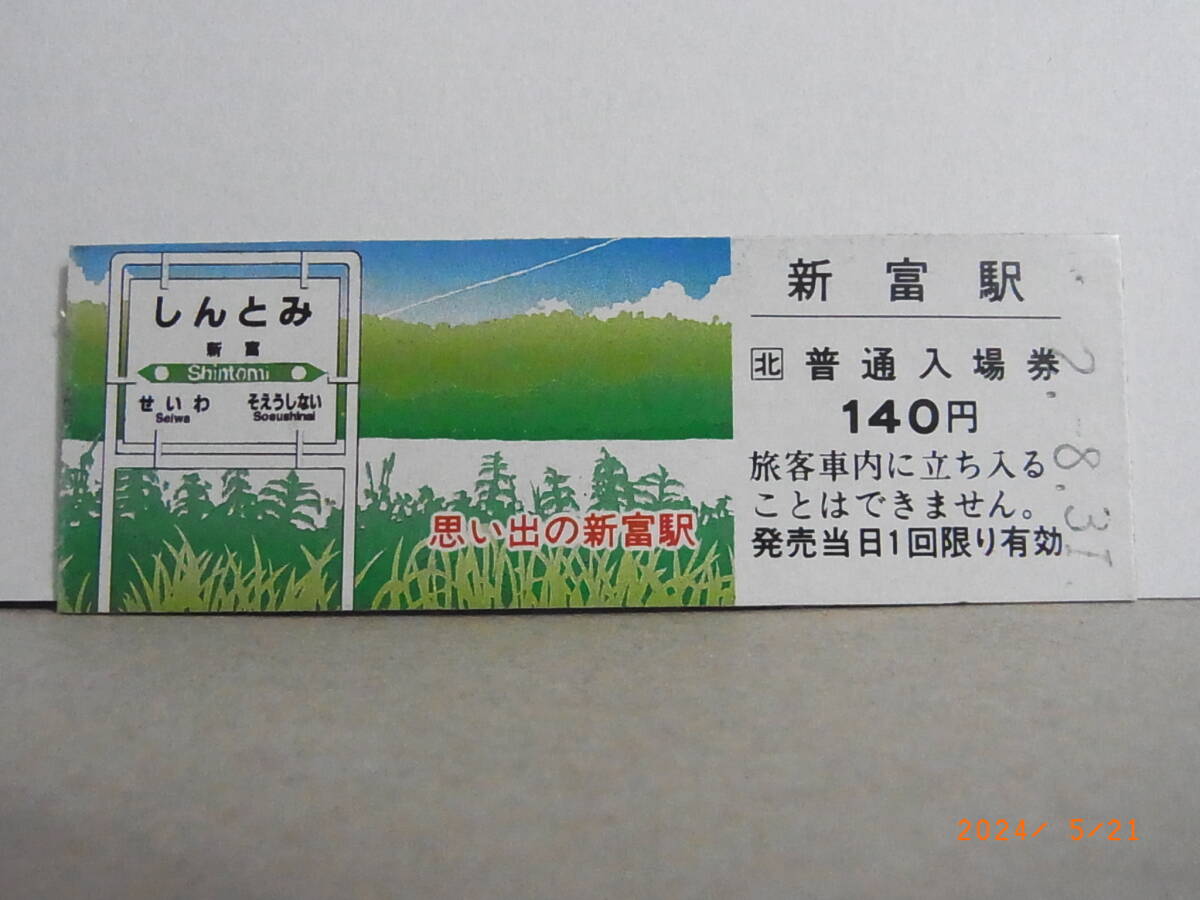 しんとみ
新富
Shintomi
せいわ そえうしない
Seiwa Soeushinai
思い出の新富駅
新富駅
北 普通入場券
140円
旅客車内に立ち入る
ことはできません。
発売当日1回限り有効
2.-8.31
2024/ 5/21